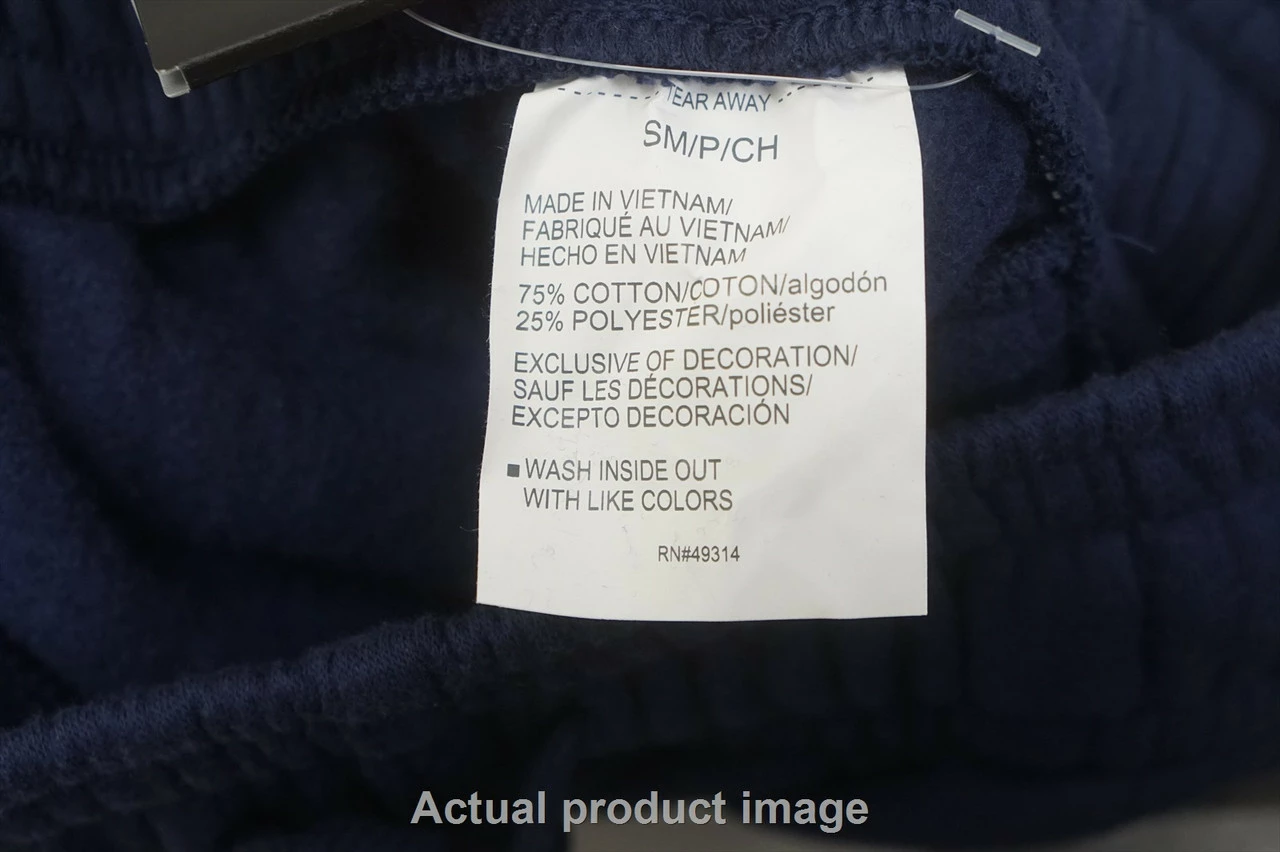 TEAR AWAY
SM/P/CH
MADE IN VIETNAM/
FABRIQUÉ AU VIETNAM/
HECHO EN VIETNAM
75% COTTON/COTON/algodón
25% POLYESTER/poliéster
EXCLUSIVE OF DECORATION/
SAUF LES DÉCORATIONS/
EXCEPTO DECORACIÓN
■ WASH INSIDE OUT
WITH LIKE COLORS
RN#49314
Actual product image